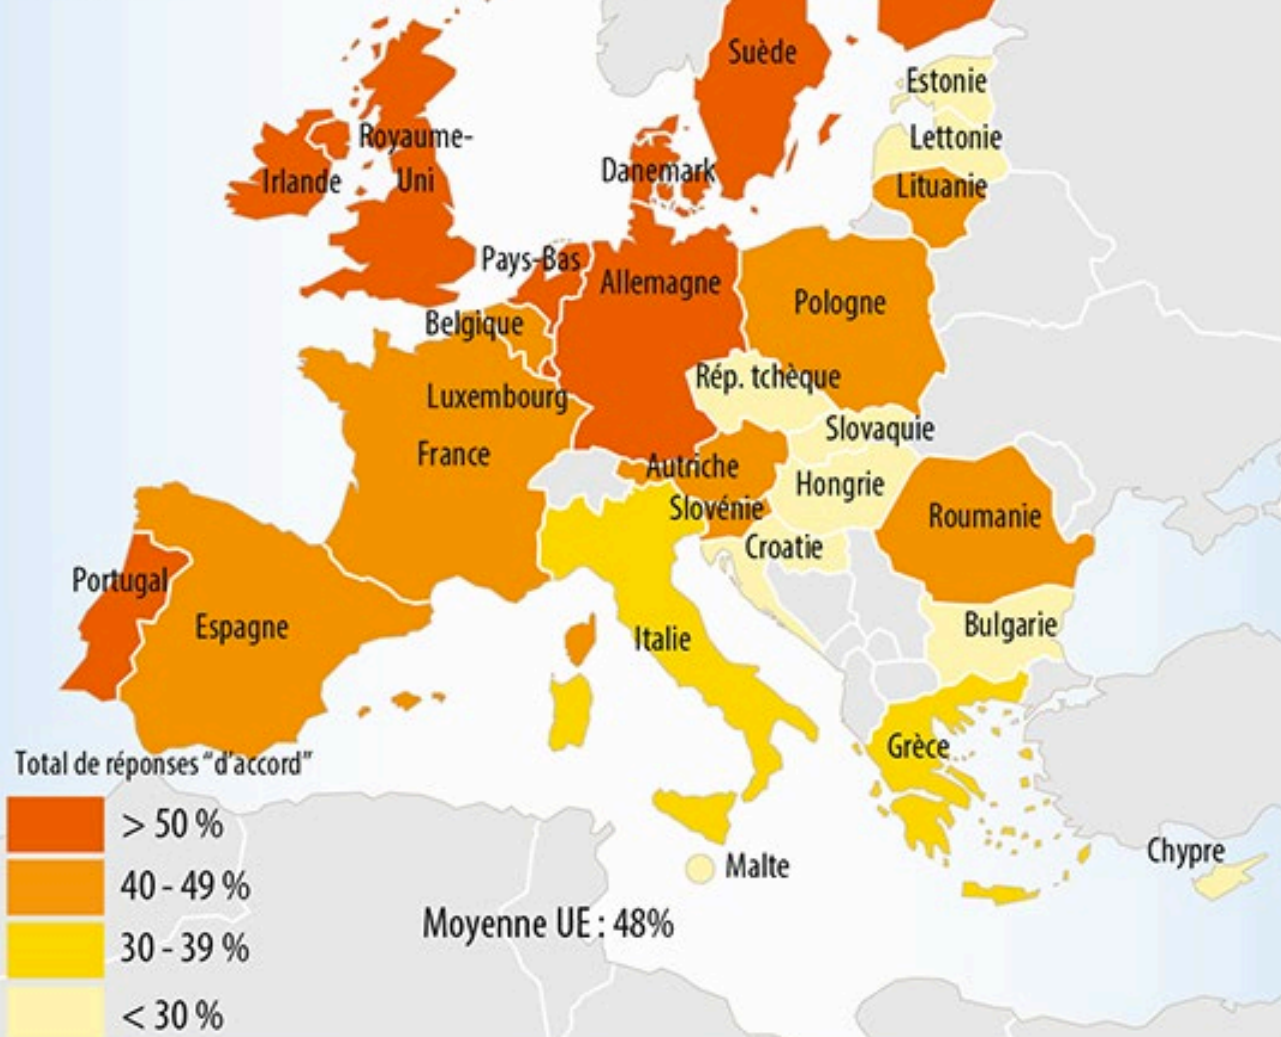 Suède
Estonie
Lettonie
Lituanie
Royaume-
Uni
Irlande
Danemark
Pays-Bas
Allemagne
Pologne
Belgique
Rép. tchèque
Luxembourg
Slovaquie
France
Autriche
Hongrie
Slovénie
Roumanie
Croatie
Portugal
Espagne
Bulgarie
Italie
Grèce
Total de réponses “d’accord”
> 50 %
40 - 49 %
30 - 39 %
< 30 %
Malte
Chypre
Moyenne UE : 48%